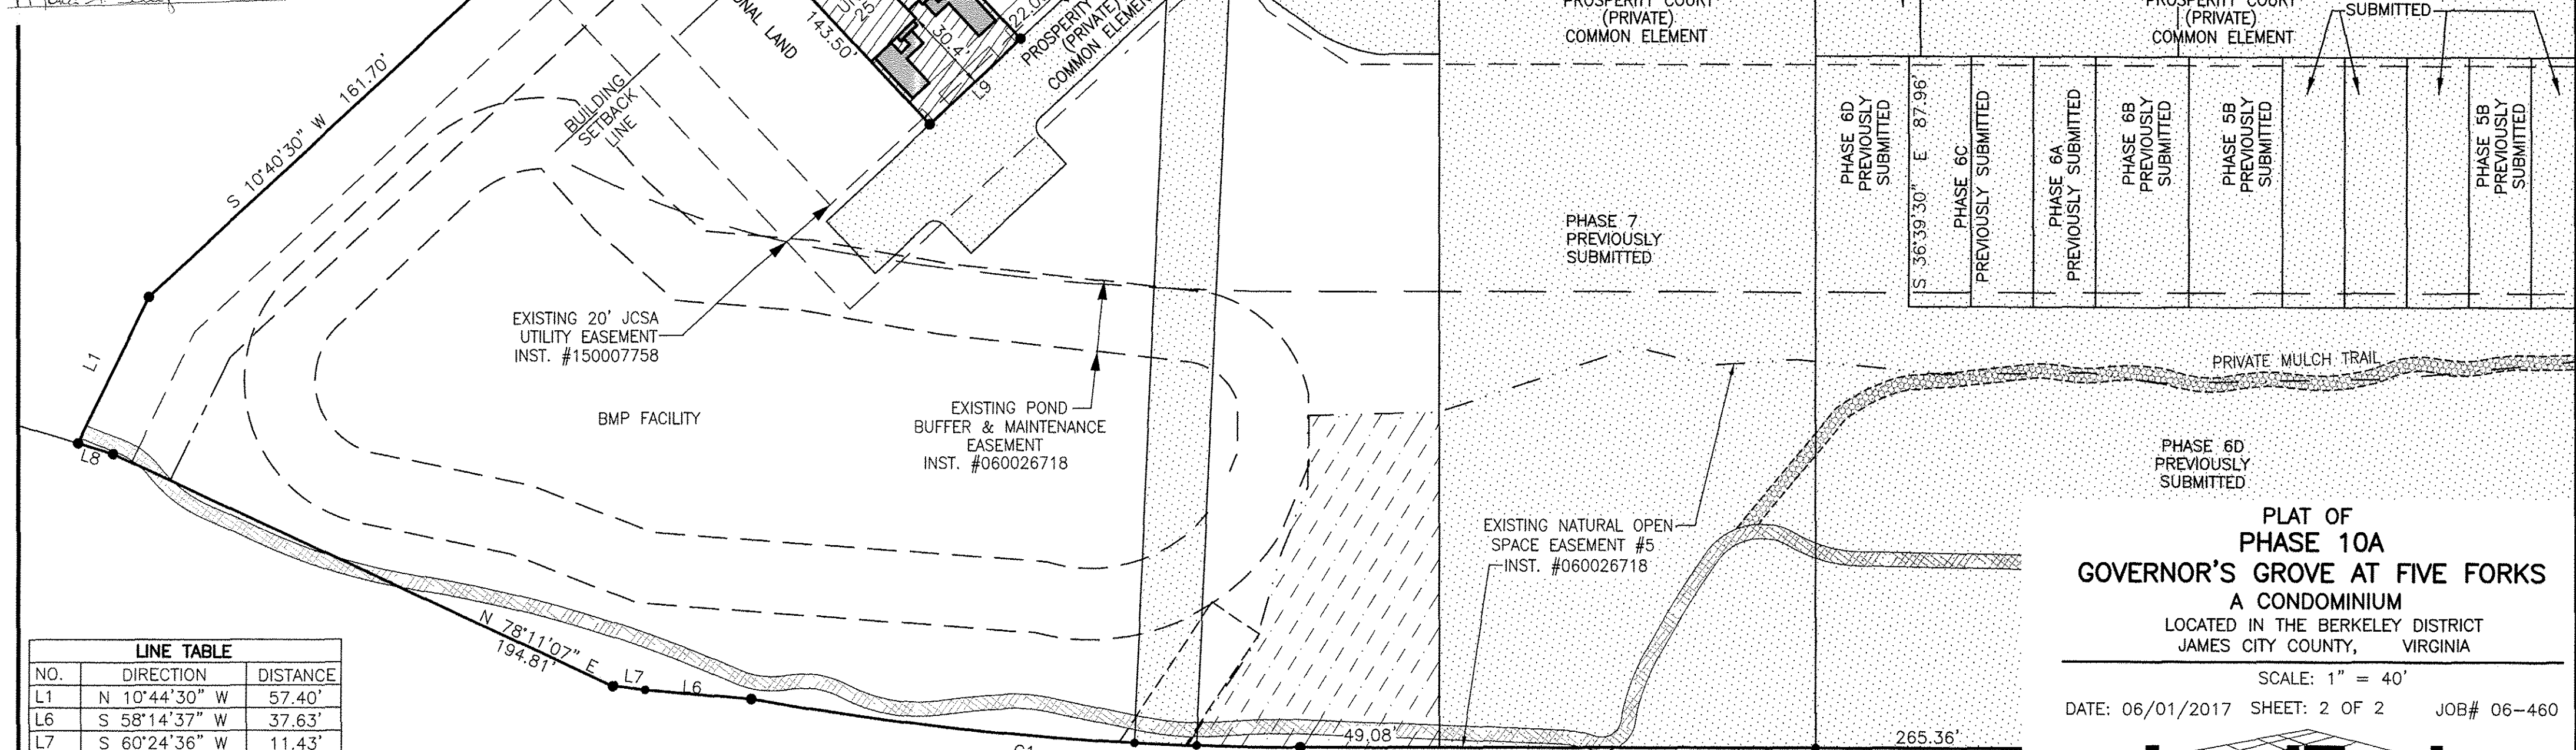 S 10°40'30" W 161.70'
L1
L8
ONAL LAND
143.50'
25
30.4'
L9
PROSPERITY
(PRIVATE)
COMMON ELEMENT
BUILDING
SETBACK
LINE
EXISTING 20' JCSA
UTILITY EASEMENT
INST. #150007758
BMP FACILITY
EXISTING POND
BUFFER & MAINTENANCE
EASEMENT
INST. #060026718
N 78°11'07" E
194.81'
L7
L6
49.08'
265.36'
PROSPERITY COURT
(PRIVATE)
COMMON ELEMENT
PROSPERITY COURT
(PRIVATE)
COMMON ELEMENT
SUBMITTED
PHASE 7
PREVIOUSLY
SUBMITTED
PHASE 6D
PREVIOUSLY
SUBMITTED
S 36°39'30" E 87.96'
PHASE 6C
PREVIOUSLY SUBMITTED
PHASE 6A
PREVIOUSLY SUBMITTED
PHASE 6B
PREVIOUSLY
SUBMITTED
PHASE 5B
PREVIOUSLY
SUBMITTED
PHASE 5B
PREVIOUSLY
SUBMITTED
PRIVATE MULCH TRAIL
PHASE 6D
PREVIOUSLY
SUBMITTED
EXISTING NATURAL OPEN
SPACE EASEMENT #5
INST. #060026718
LINE TABLE
NO. DIRECTION DISTANCE
L1 N 10°44'30" W 57.40'
L6 S 58°14'37" W 37.63'
L7 S 60°24'36" W 11.43'
PLAT OF
PHASE 10A
GOVERNOR'S GROVE AT FIVE FORKS
A CONDOMINIUM
LOCATED IN THE BERKELEY DISTRICT
JAMES CITY COUNTY, VIRGINIA
SCALE: 1" = 40'
DATE: 06/01/2017 SHEET: 2 OF 2 JOB# 06-460